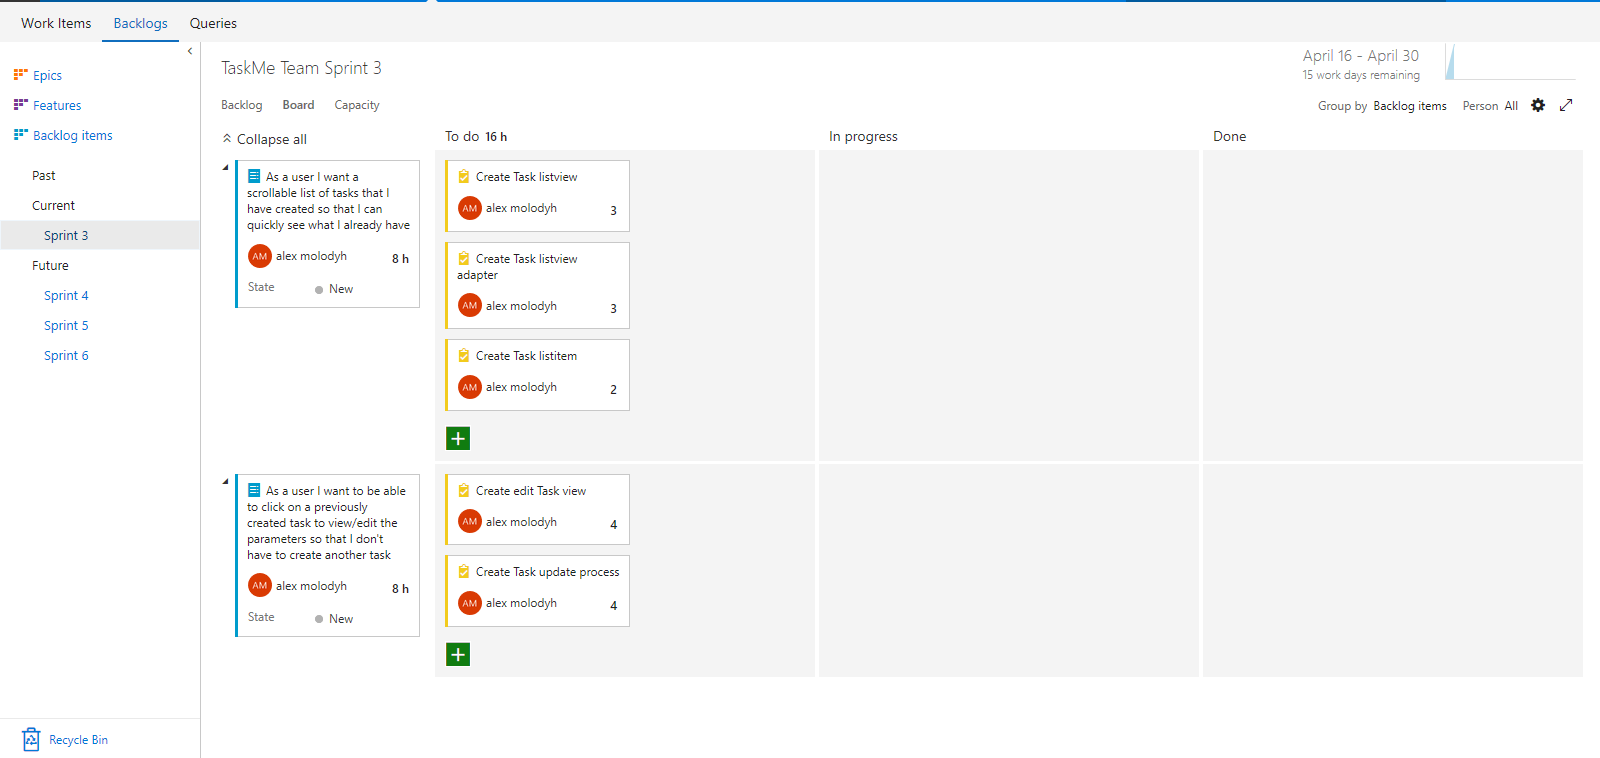 Work Items
Backlogs
Queries
Epics
Features
Backlog items
Past
Current
Sprint 3
Future
Sprint 4
Sprint 5
Sprint 6
Recycle Bin
TaskMe Team Sprint 3
April 16 - April 30
15 work days remaining
Backlog
Board
Capacity
Group by Backlog items
Person All
Collapse all
To do 16 h
In progress
Done
As a user I want a
scrollable list of tasks that I
have created so that I can
quickly see what I already have
AM alex molodyh
8 h
State
New
Create Task listview
AM alex molodyh
3
Create Task listview
adapter
AM alex molodyh
3
Create Task listitem
AM alex molodyh
2
As a user I want to be able
to click on a previously
created task to view/edit the
parameters so that I don't
have to create another task
AM alex molodyh
8 h
State
New
Create edit Task view
AM alex molodyh
4
Create Task update process
AM alex molodyh
4